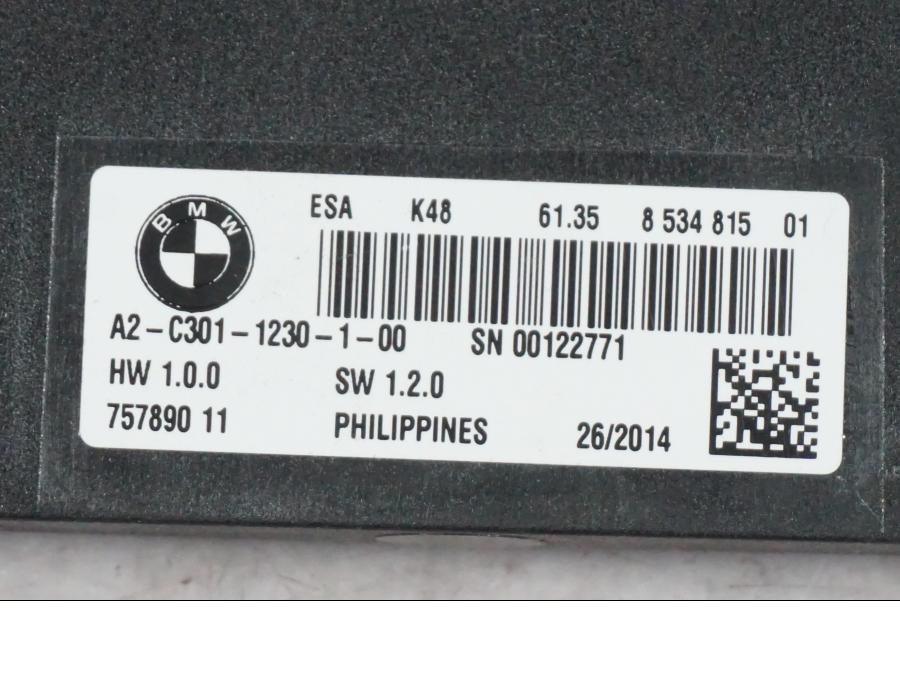 BMW
ESA K48 61.35 8 534 815 01
A2-C301-1230-1-00 SN 00122771
HW 1.0.0 SW 1.2.0
757890 11 PHILIPPINES 26/2014